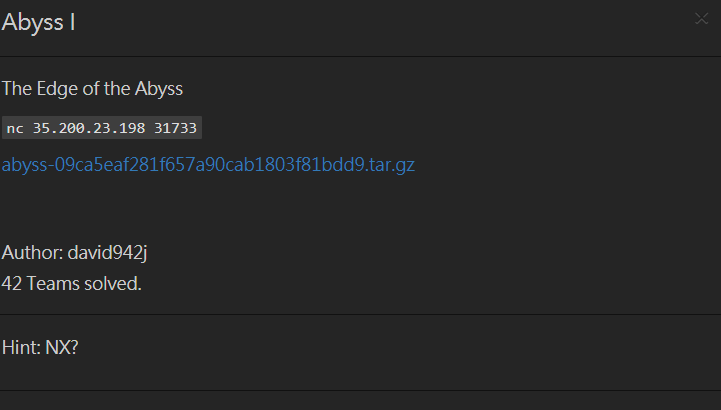 Abyss I
The Edge of the Abyss
nc 35.200.23.198 31733
abyss-09ca5eaf281f657a90cab1803f81bdd9.tar.gz
Author: david942j
42 Teams solved.
Hint: NX?